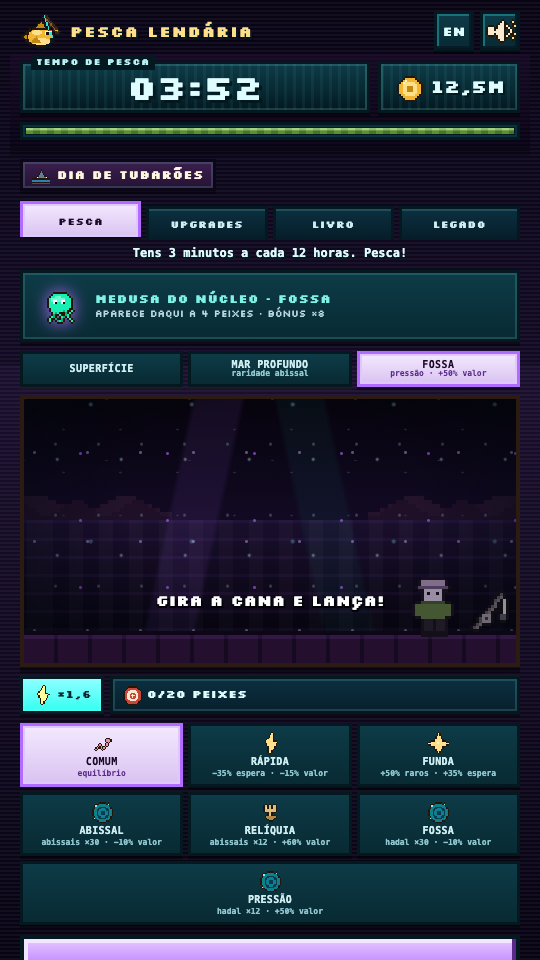 PESCA LENDÁRIA
EN
TEMPO DE PESCA
03:52
12,5M
DIA DE TUBARÕES
PESCA
UPGRADES
LIVRO
LEGADO
Tens 3 minutos a cada 12 horas. Pesca!
MEDUSA DO NÚCLEO · FOSSA
APARECE DAQUI A 4 PEIXES · BÓNUS ×8
SUPERFÍCIE
MAR PROFUNDO
raridade abissal
FOSSA
pressão · +50% valor
GIRA A CANA E LANÇA!
×1,6
0/20 PEIXES
COMUM
equilíbrio
RÁPIDA
−35% espera · −15% valor
FUNDA
+50% raros · +35% espera
ABISSAL
abissais ×30 · −10% valor
RELÍQUIA
abissais ×12 · +60% valor
FOSSA
hadal ×30 · −10% valor
PRESSÃO
hadal ×12 · +50% valor